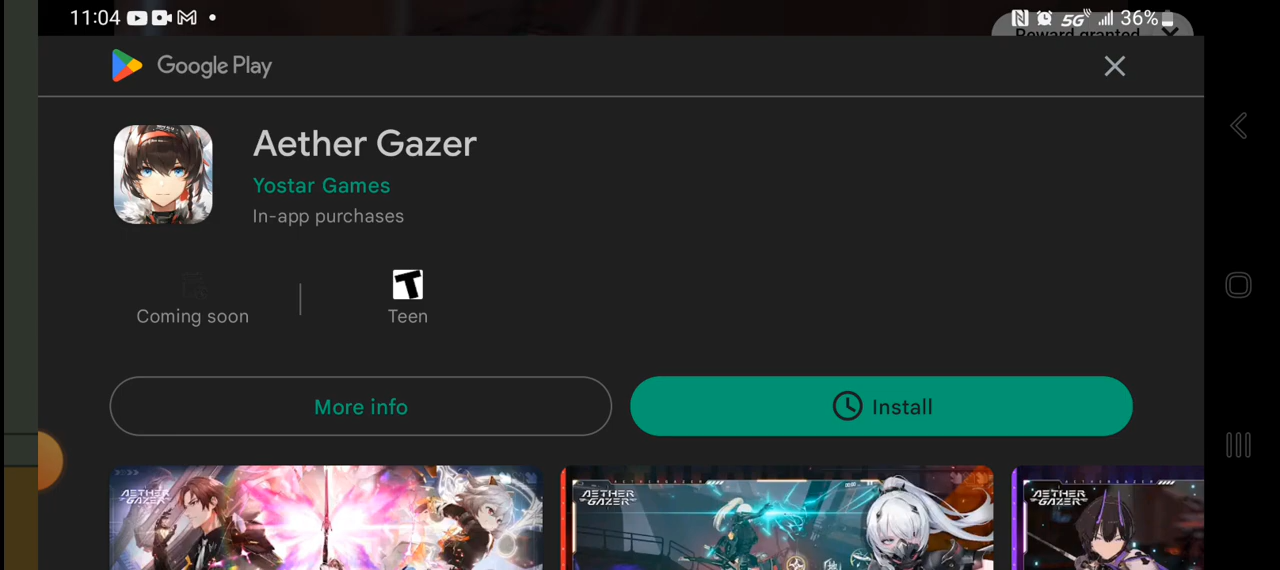 11:04
5G 36%
Reward granted
Google Play
Aether Gazer
Yostar Games
In-app purchases
Coming soon
T
Teen
More info
Install
AETHER GAZER
AETHER GAZER
AETHER GAZER